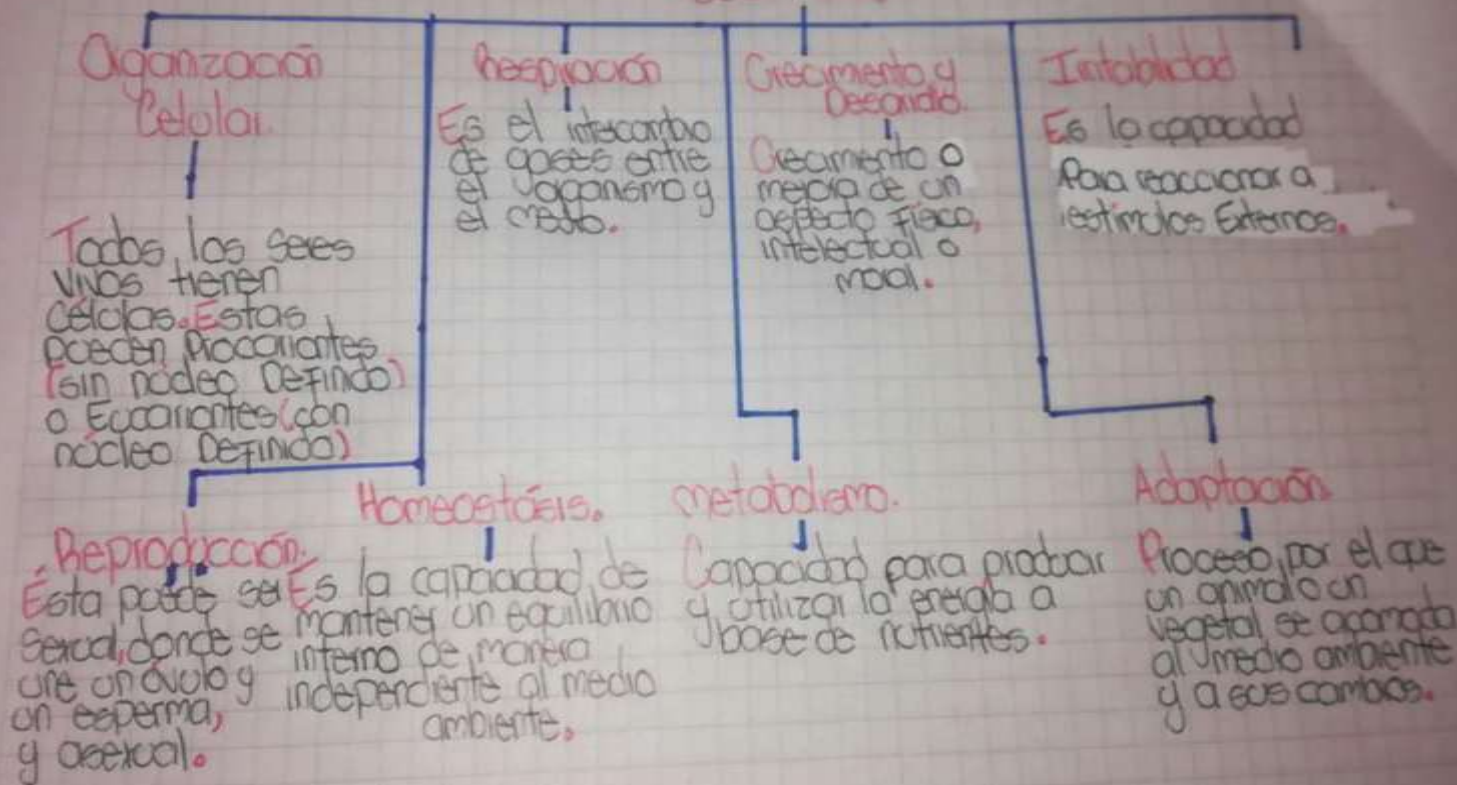 Oganización
Celular.
Todos los seres
vivos tienen
células. Estas
pueden Procariontes
(sin núcleo Definido)
o Eucariontes (con
núcleo Definido)
Respiración
Es el intercambio
de gases entre
el organismo y
el medio.
Crecimiento y
Desarrollo.
Crecimiento o
mejora de un
aspecto físico,
intelectual o
moral.
Irritabilidad
Es la capacidad
Para reaccionar a
estímulos Externos.
Reproducción.
Esta puede ser
sexual, donde se
une un óvulo y
un esperma,
y asexual.
Homeostásis.
Es la capacidad de
mantener un equilibrio
interno de manera
independiente al medio
ambiente.
metabolismo.
Capacidad para producir
y utilizar la energía a
base de nutrientes.
Adaptación
Proceso por el que
un animal o un
vegetal se acomoda
al medio ambiente
y a sus cambios.